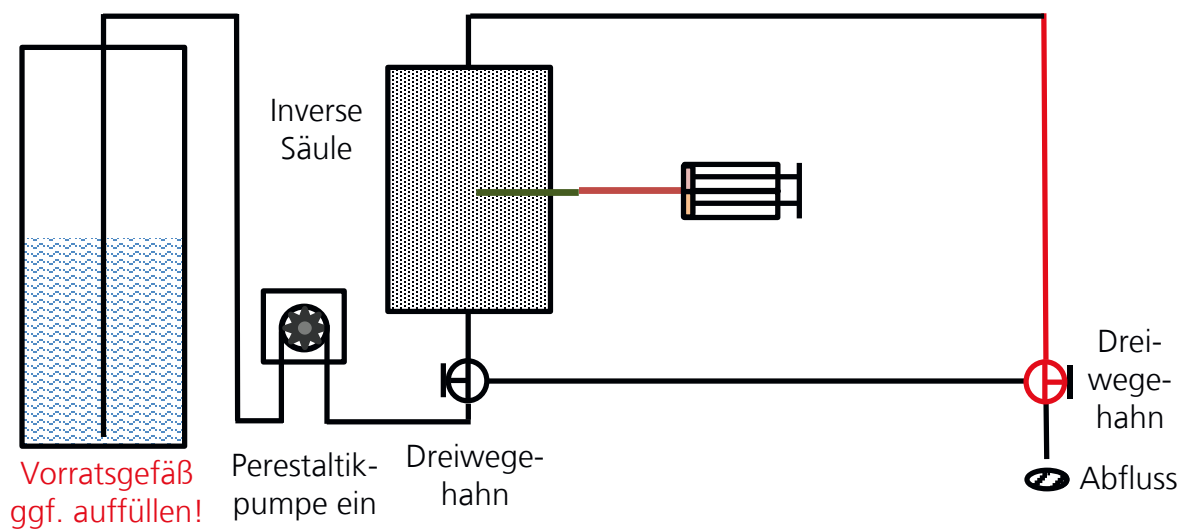 Inverse
Säule
Drei-
wege-
hahn
Vorratsgefäß
ggf. auffüllen!
Perestaltik-
pumpe ein
Dreiwege-
hahn
Abfluss